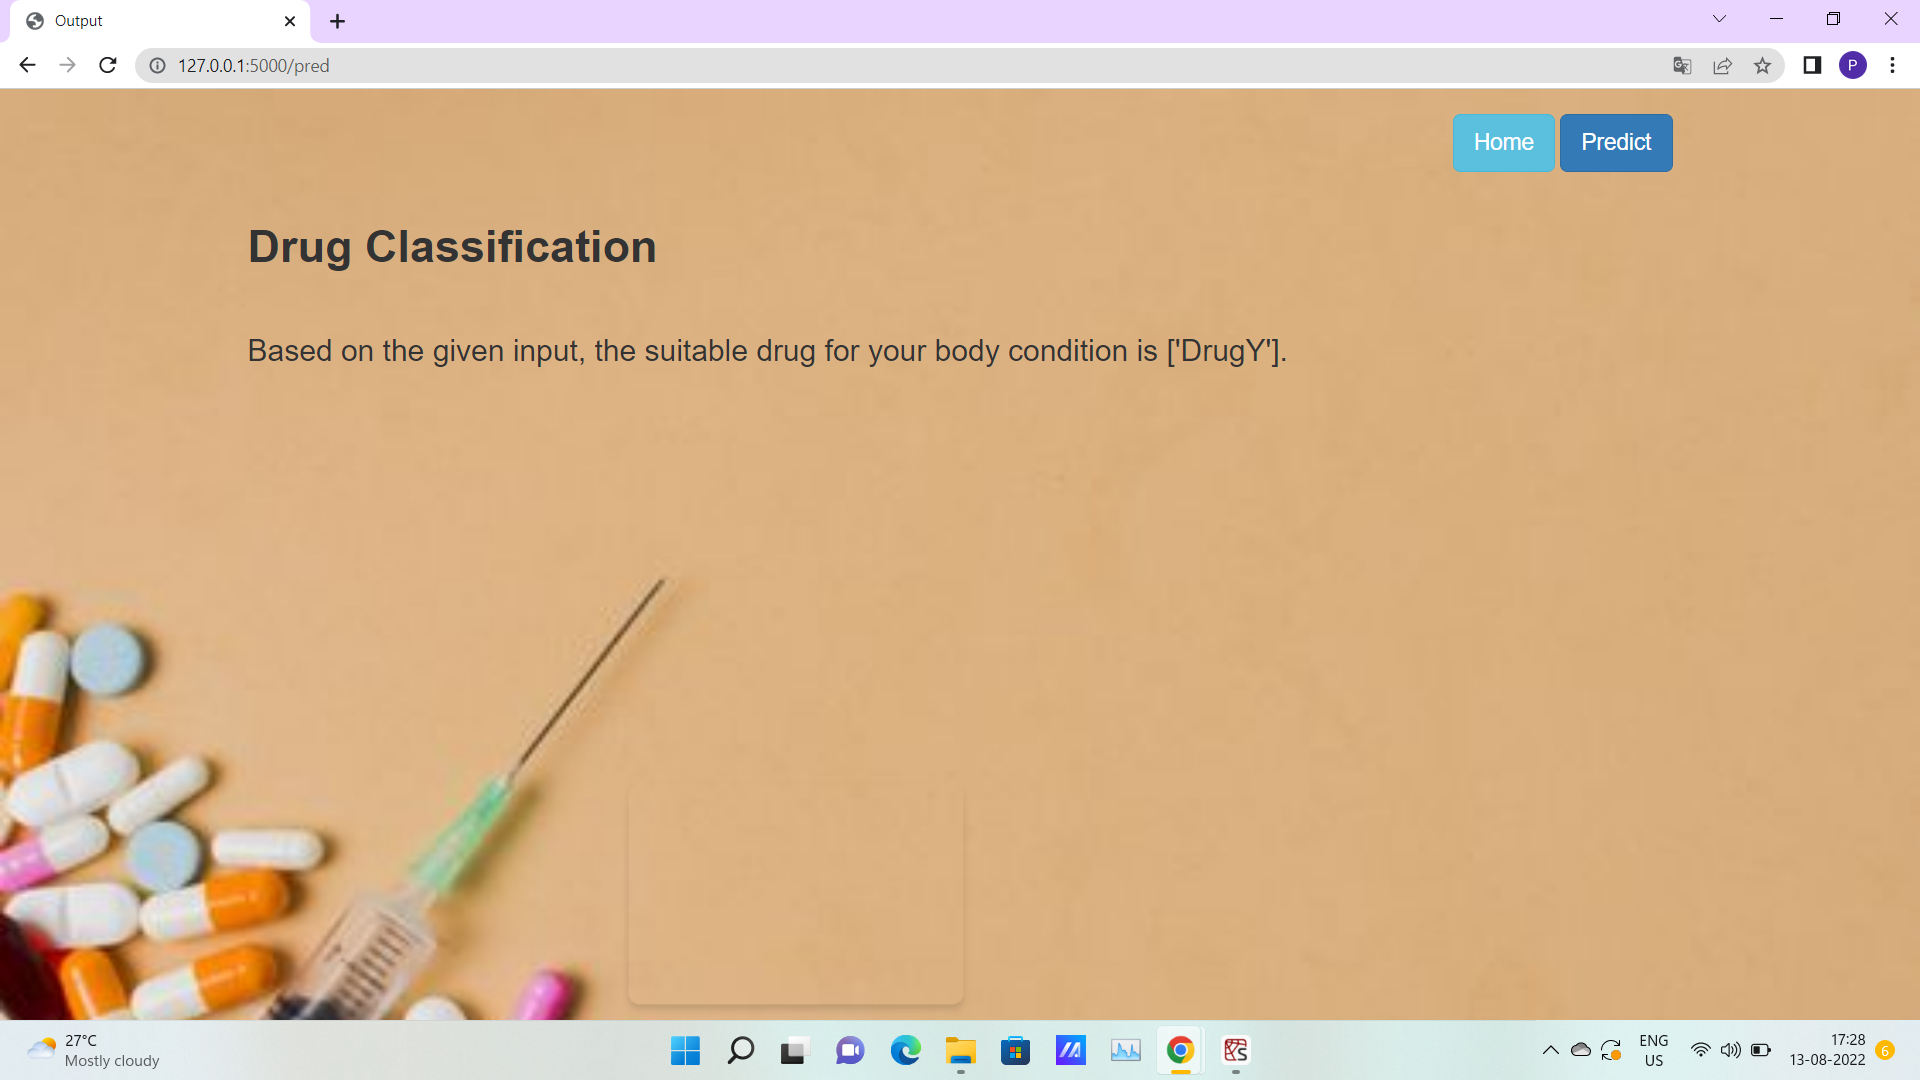 Output
127.0.0.1:5000/pred
P
Home
Predict
Drug Classification
Based on the given input, the suitable drug for your body condition is ['DrugY'].
27°C
Mostly cloudy
ENG
US
17:28
13-08-2022
6